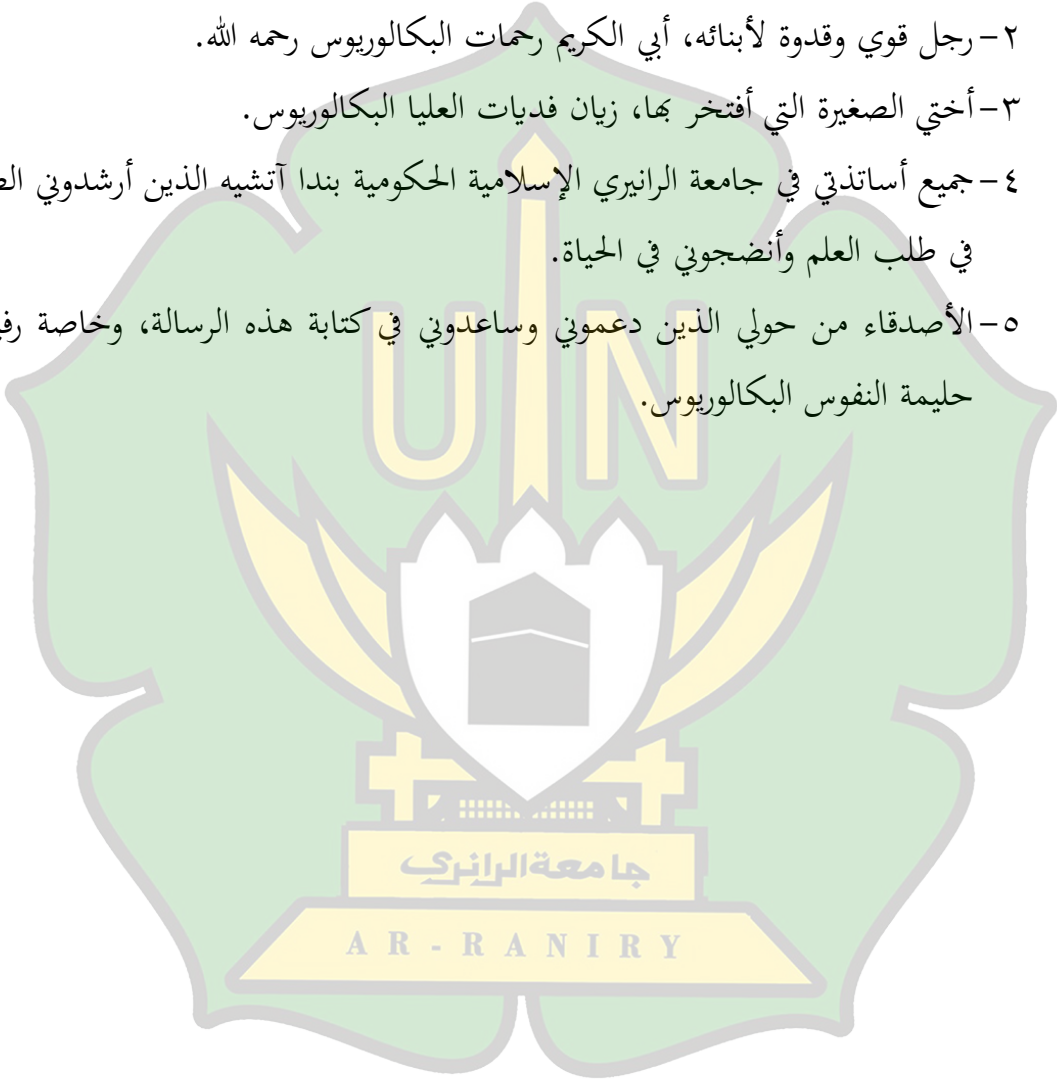 ٢-رجل قوي وقدوة لأبنائه، أبي الكريم رحمات البكالوريوس رحمه الله.
٣-أختي الصغيرة التي أفتخر بها، زيان فديات العليا البكالوريوس.
٤-جميع أساتذتي في جامعة الرانيري الإسلامية الحكومية بندا آتشيه الذين أرشدوني
في طلب العلم وأنضجوني في الحياة.
٥-الأصدقاء من حولي الذين دعموني وساعدوني في كتابة هذه الرسالة، وخاصة
حليمة النفوس البكالوريوس.
UIN
جامعة الرانري
AR-RANIRY